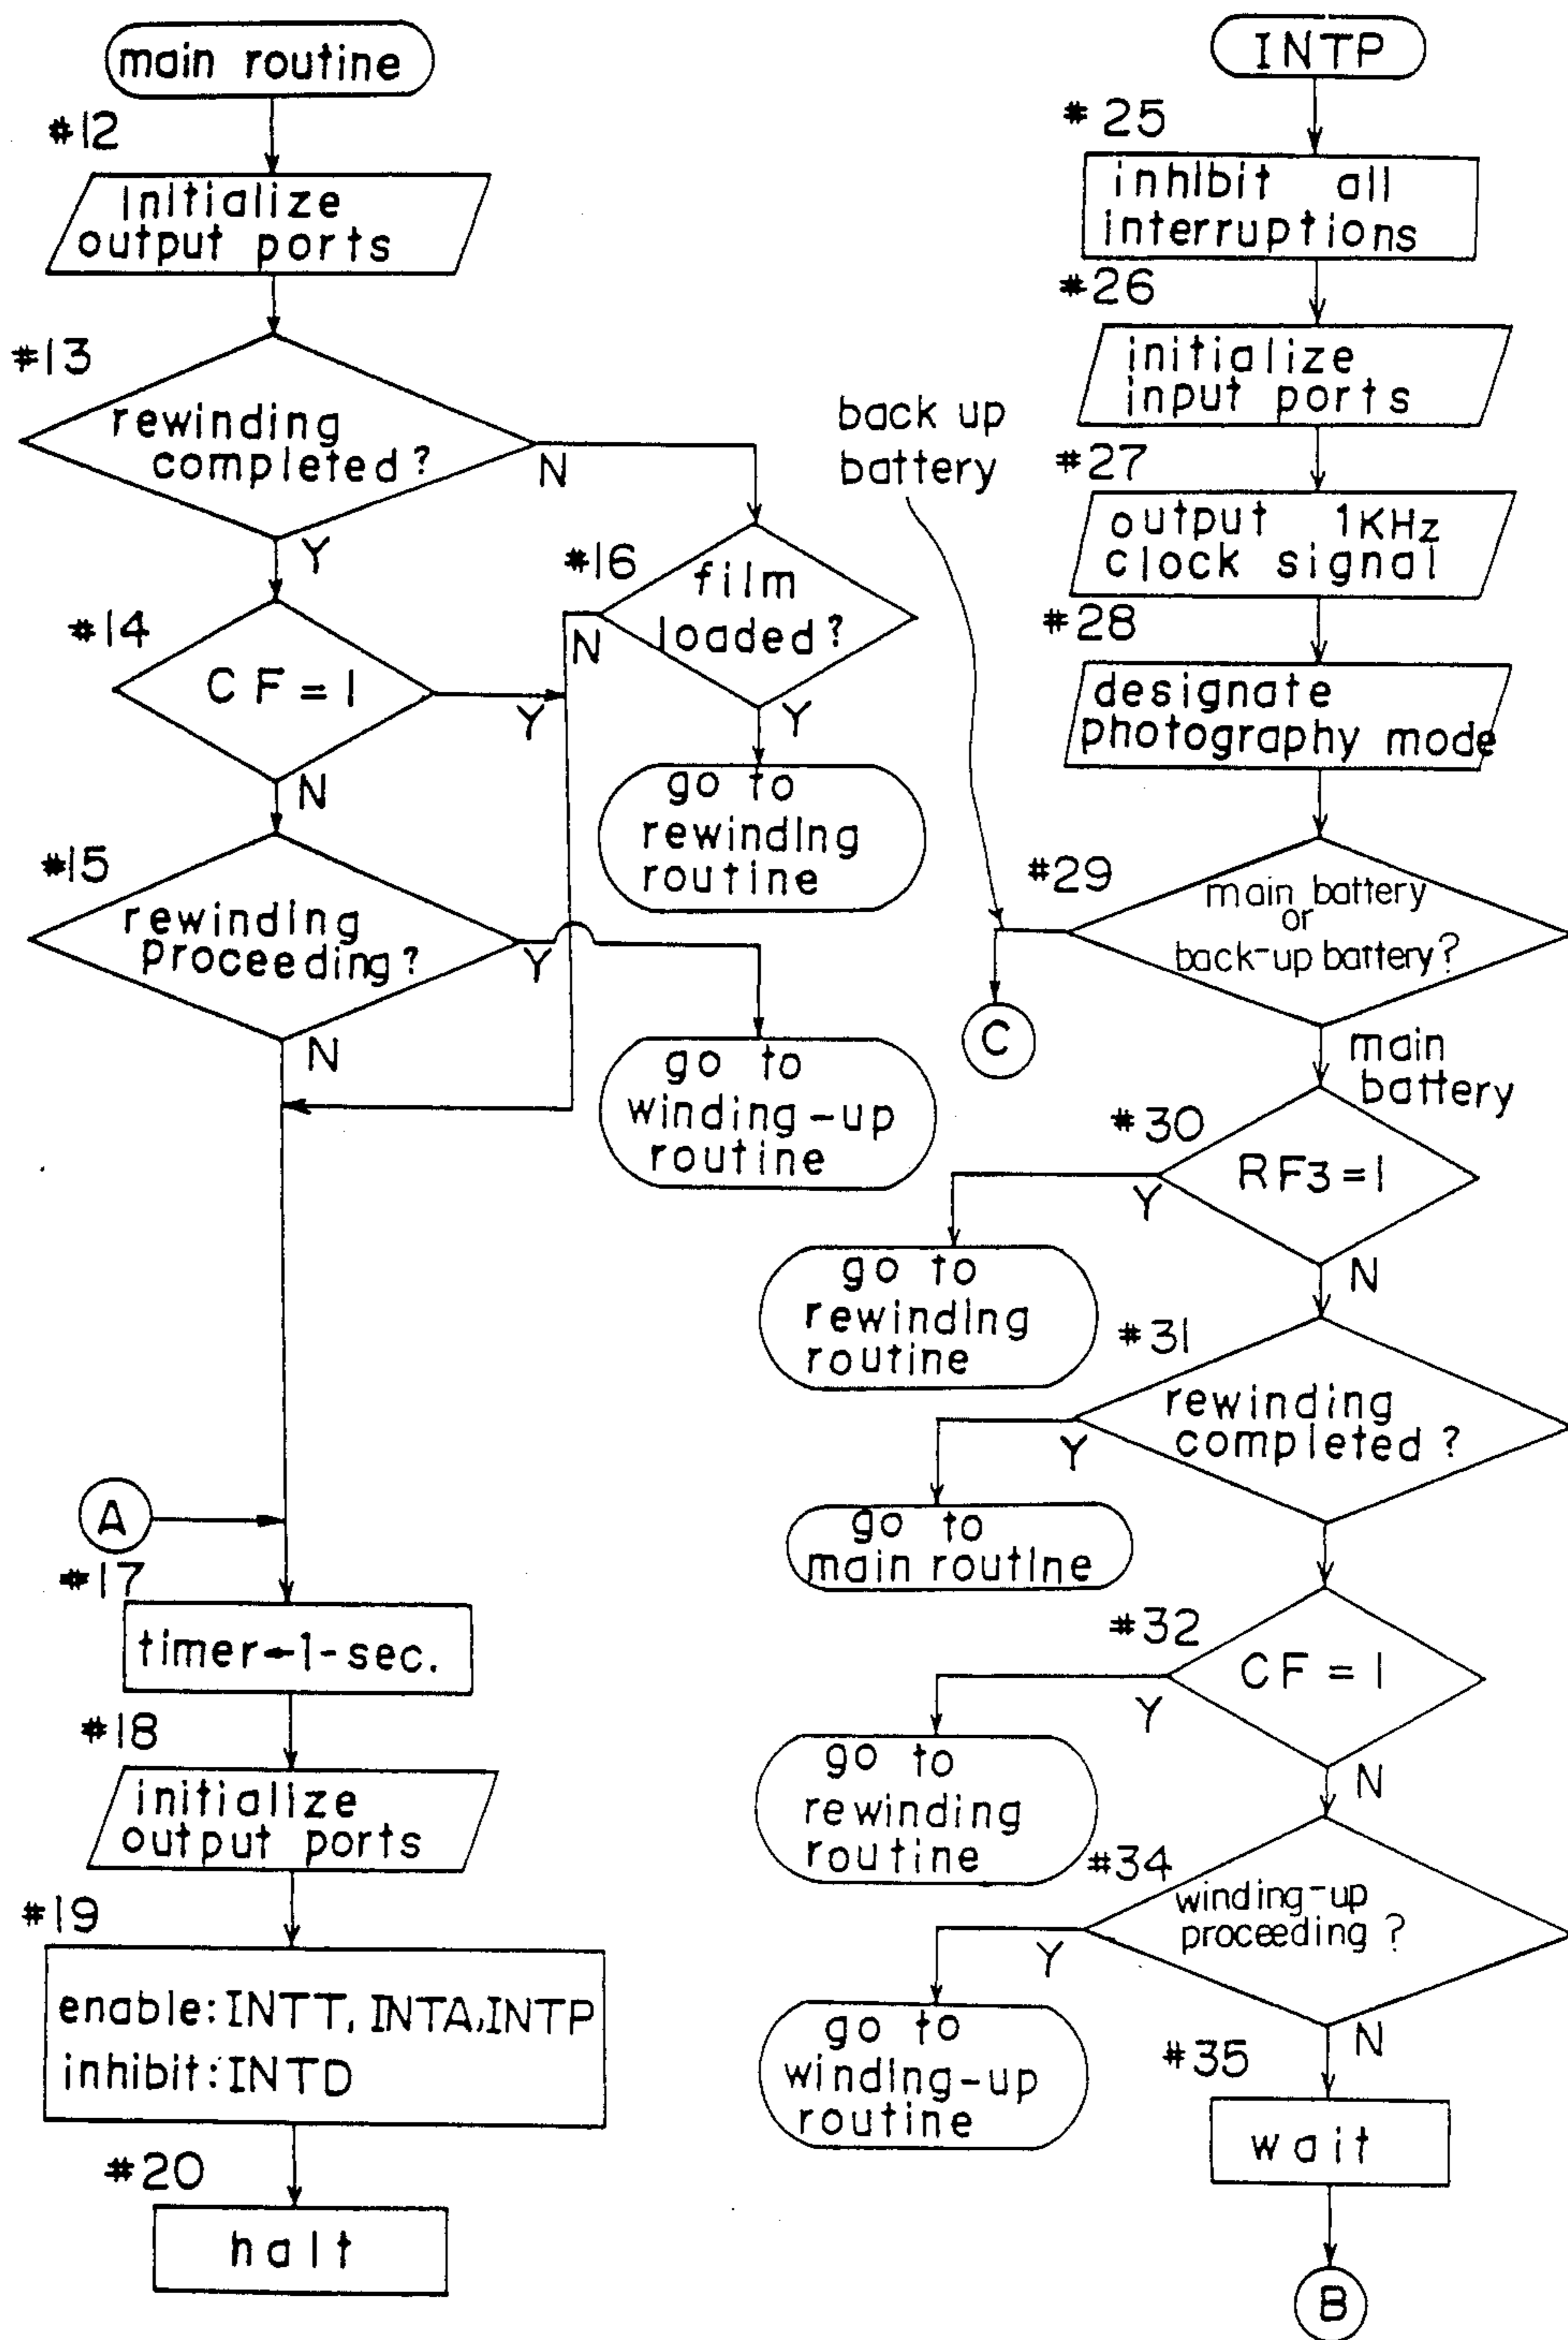 main routine
#12
initialize
output ports
#13
rewinding
completed?
N
Y
#16
film
loaded?
N
Y
#14
CF=1
Y
N
go to
rewinding
routine
#15
rewinding
proceeding?
Y
N
go to
winding-up
routine
A
#17
timer←1-sec.
#18
initialize
output ports
#19
enable:INTT, INTA, INTP
inhibit:INTD
#20
halt
INTP
#25
inhibit all
interruptions
#26
initialize
input ports
#27
output 1KHz
clock signal
#28
designate
photography mode
back up
battery
#29
main battery
or
back-up battery?
C
main
battery
#30
RF3=1
Y
N
go to
rewinding
routine
#31
rewinding
completed?
Y
go to
main routine
#32
CF=1
Y
N
go to
rewinding
routine
#34
winding-up
proceeding?
Y
N
go to
winding-up
routine
#35
wait
B